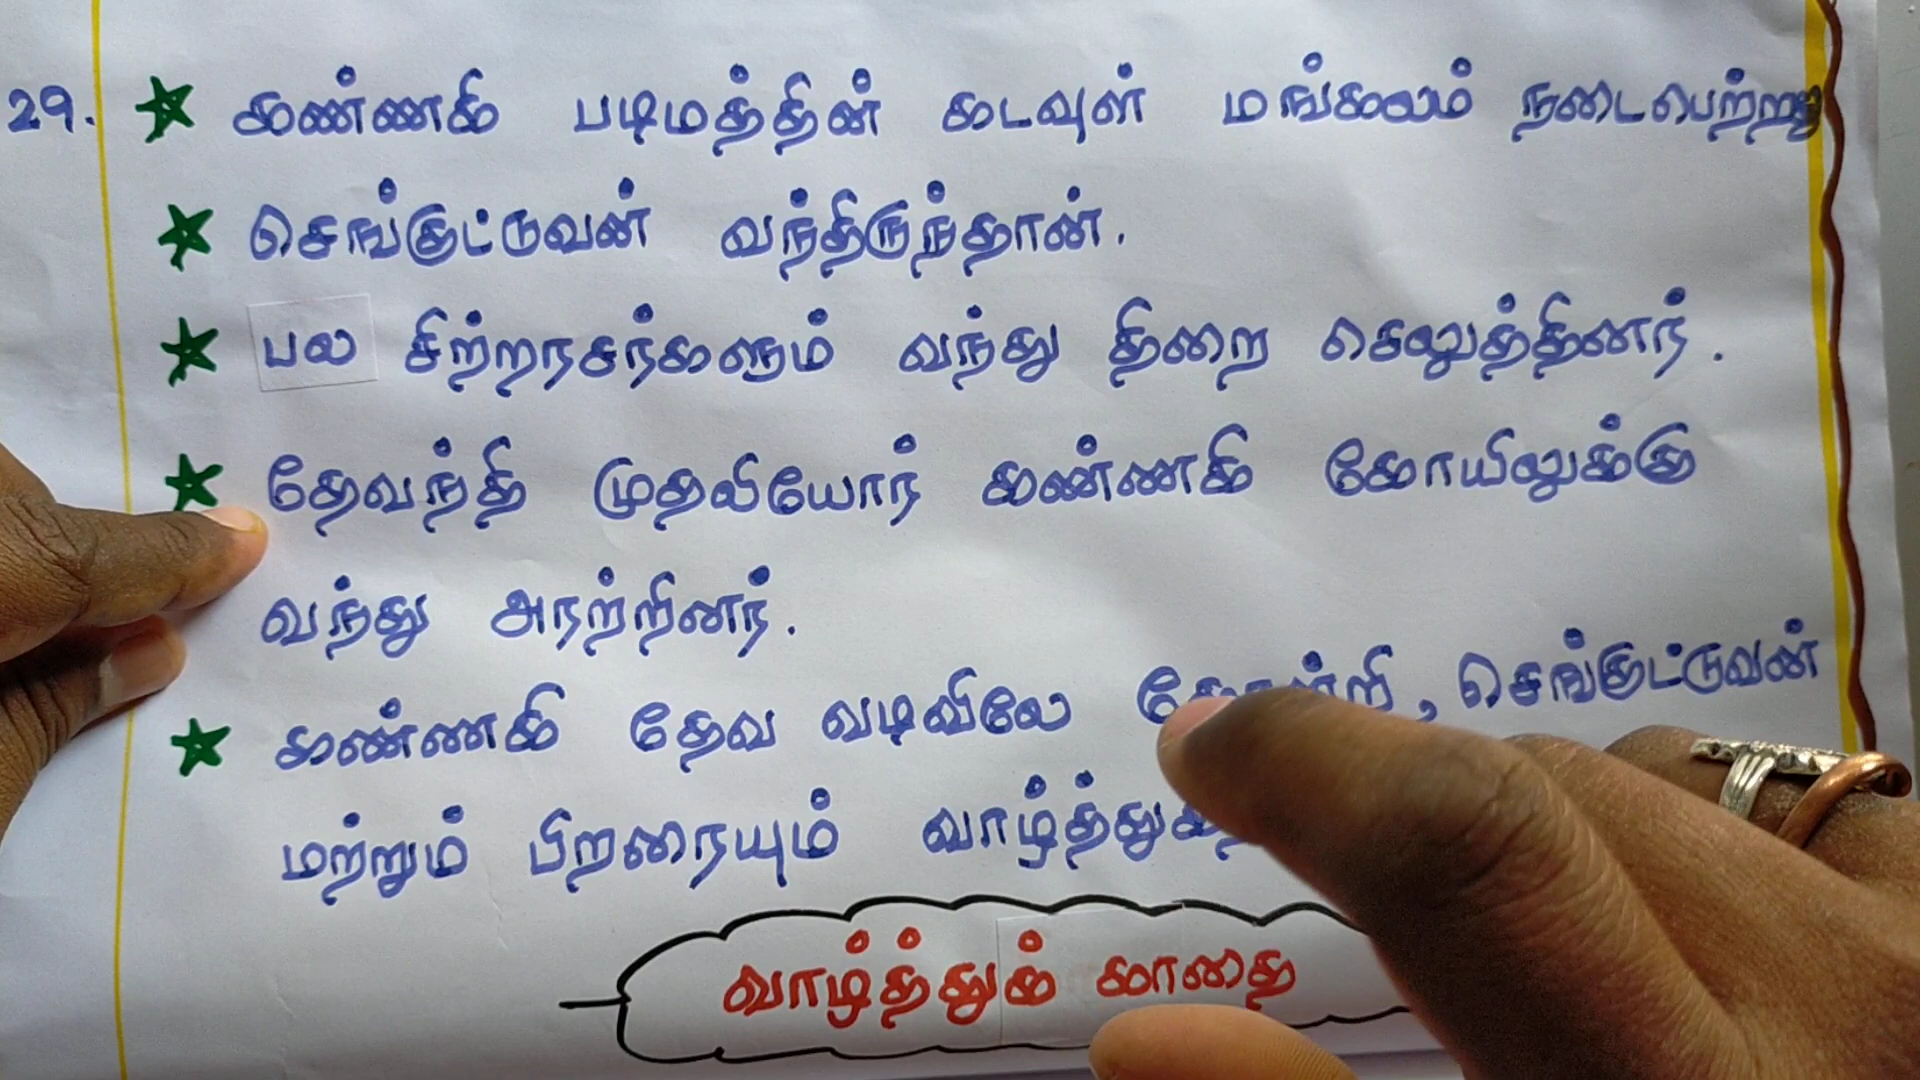 29. ★ கண்ணகி படிமத்தின் கடவுள் மங்கலம் நடைபெற்றது
★ செங்குட்டுவன் வந்திருந்தான்.
★ பல சிற்றரசர்களும் வந்து திறை செலுத்தினர்.
★ தேவந்தி முதலியோர் கண்ணகி கோயிலுக்கு
வந்து அரற்றினர்.
★ கண்ணகி தேவ வடிவிலே செங்குட்டுவன்
மற்றும் பிறரையும்
வாழ்த்துக் காதை